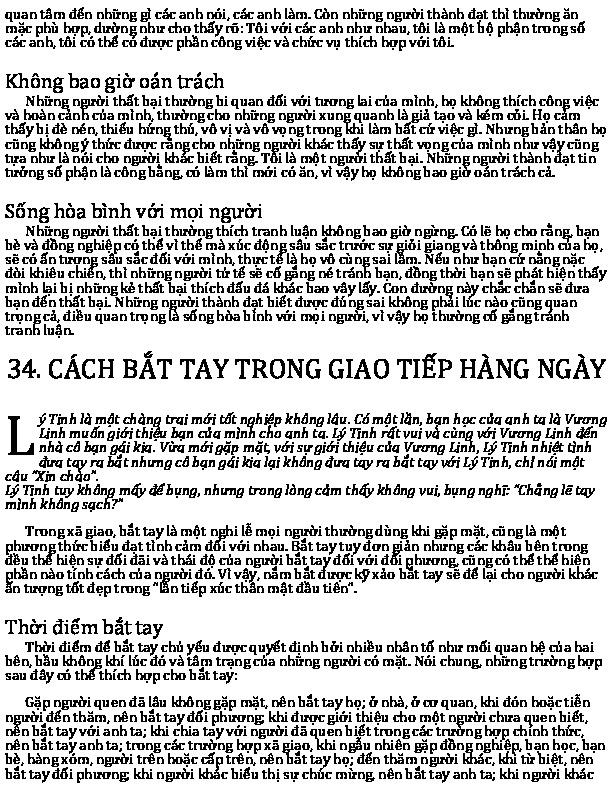 quan tâm đến những gì các anh nói, các anh làm. Còn những người thành đạt thì thường ăn
mặc phù hợp, dường như cho thấy rõ: Tôi với các anh như nhau, tôi là một bộ phận trong số
các anh, tôi có thể có được phần công việc và chức vụ thích hợp với tôi.
Không bao giờ oán trách
Những người thất bại thường bi quan đối với tương lai của mình, họ không thích công việc
và hoàn cảnh của mình, thường cho những người xung quanh là giả tạo và kém cỏi. Họ cảm
thấy bị đè nén, thiếu hứng thú, vô vị và vô vọng trong khi làm bất cứ việc gì. Nhưng bản thân họ
cũng không ý thức được rằng cho những người khác thấy sự thất vọng của mình như vậy cũng
tựa như là nói cho người khác biết rằng. Tôi là một người thất bại. Những người thành đạt tin
tưởng số phận là công bằng, có làm thì mới có ăn, vì vậy họ không bao giờ oán trách cả.
Sống hòa bình với mọi người
Những người thất bại thường thích tranh luận không bao giờ ngừng. Có lẽ họ cho rằng, bạn
bè và đồng nghiệp có thể vì thế mà xúc động sâu sắc trước sự giỏi giang và thông minh của họ,
sẽ có ấn tượng sâu sắc đối với mình, thực tế là họ vô cùng sai lầm. Nếu như bạn cứ nằng nặc
đòi khiêu chiến, thì những người tử tế sẽ cố gắng né tránh bạn, đồng thời bạn sẽ phát hiện thấy
mình lại bị những kẻ thất bại thích đấu đá khác bao vây lấy. Con đường này chắc chắn sẽ đưa
bạn đến thất bại. Những người thành đạt biết được đúng sai không phải lúc nào cũng quan
trọng cả, điều quan trọng là sống hòa bình với mọi người, vì vậy họ thường cố gắng tránh
tranh luận.
34. CÁCH BẮT TAY TRONG GIAO TIẾP HÀNG NGÀY
Lý Tịnh là một chàng trai mới tốt nghiệp không lâu. Có một lần, bạn học của anh ta là Vương
Linh muốn giới thiệu bạn của mình cho anh ta. Lý Tịnh rất vui và cùng với Vương Linh đến
nhà cô bạn gái kia. Vừa mới gặp mặt, với sự giới thiệu của Vương Linh, Lý Tịnh nhiệt tình
đưa tay ra bắt nhưng cô bạn gái kia lại không đưa tay ra bắt tay với Lý Tịnh, chỉ nói một
câu "Xin chào".
Lý Tịnh tuy không mấy để bụng, nhưng trong lòng cảm thấy không vui, bụng nghĩ: "Chẳng lẽ tay
mình không sạch?"
Trong xã giao, bắt tay là một nghi lễ mọi người thường dùng khi gặp mặt, cũng là một
phương thức biểu đạt tình cảm đối với nhau. Bắt tay tuy đơn giản nhưng các khâu bên trong
đều thể hiện sự đối đãi và thái độ của người bắt tay đối với đối phương, cũng có thể thể hiện
phần nào tính cách của người đó. Vì vậy, nắm bắt được kỹ xảo bắt tay sẽ để lại cho người khác
ấn tượng tốt đẹp trong "lần tiếp xúc thân mật đầu tiên".
Thời điểm bắt tay
Thời điểm để bắt tay chủ yếu được quyết định bởi nhiều nhân tố như mối quan hệ của hai
bên, bầu không khí lúc đó và tâm trạng của những người có mặt. Nói chung, những trường hợp
sau đây có thể thích hợp cho bắt tay:
Gặp người quen đã lâu không gặp mặt, nên bắt tay họ; ở nhà, ở cơ quan, khi đón hoặc tiễn
người đến thăm, nên bắt tay đối phương; khi được giới thiệu cho một người chưa quen biết,
nên bắt tay với anh ta; khi chia tay với người đã quen biết trong các trường hợp chính thức,
nên bắt tay anh ta; trong các trường hợp xã giao, khi ngẫu nhiên gặp đồng nghiệp, bạn học, bạn
bè, hàng xóm, người trên hoặc cấp trên, nên bắt tay họ; đến thăm người khác, khi từ biệt, nên
bắt tay đối phương; khi người khác biểu thị sự chúc mừng, nên bắt tay anh ta; khi người khác